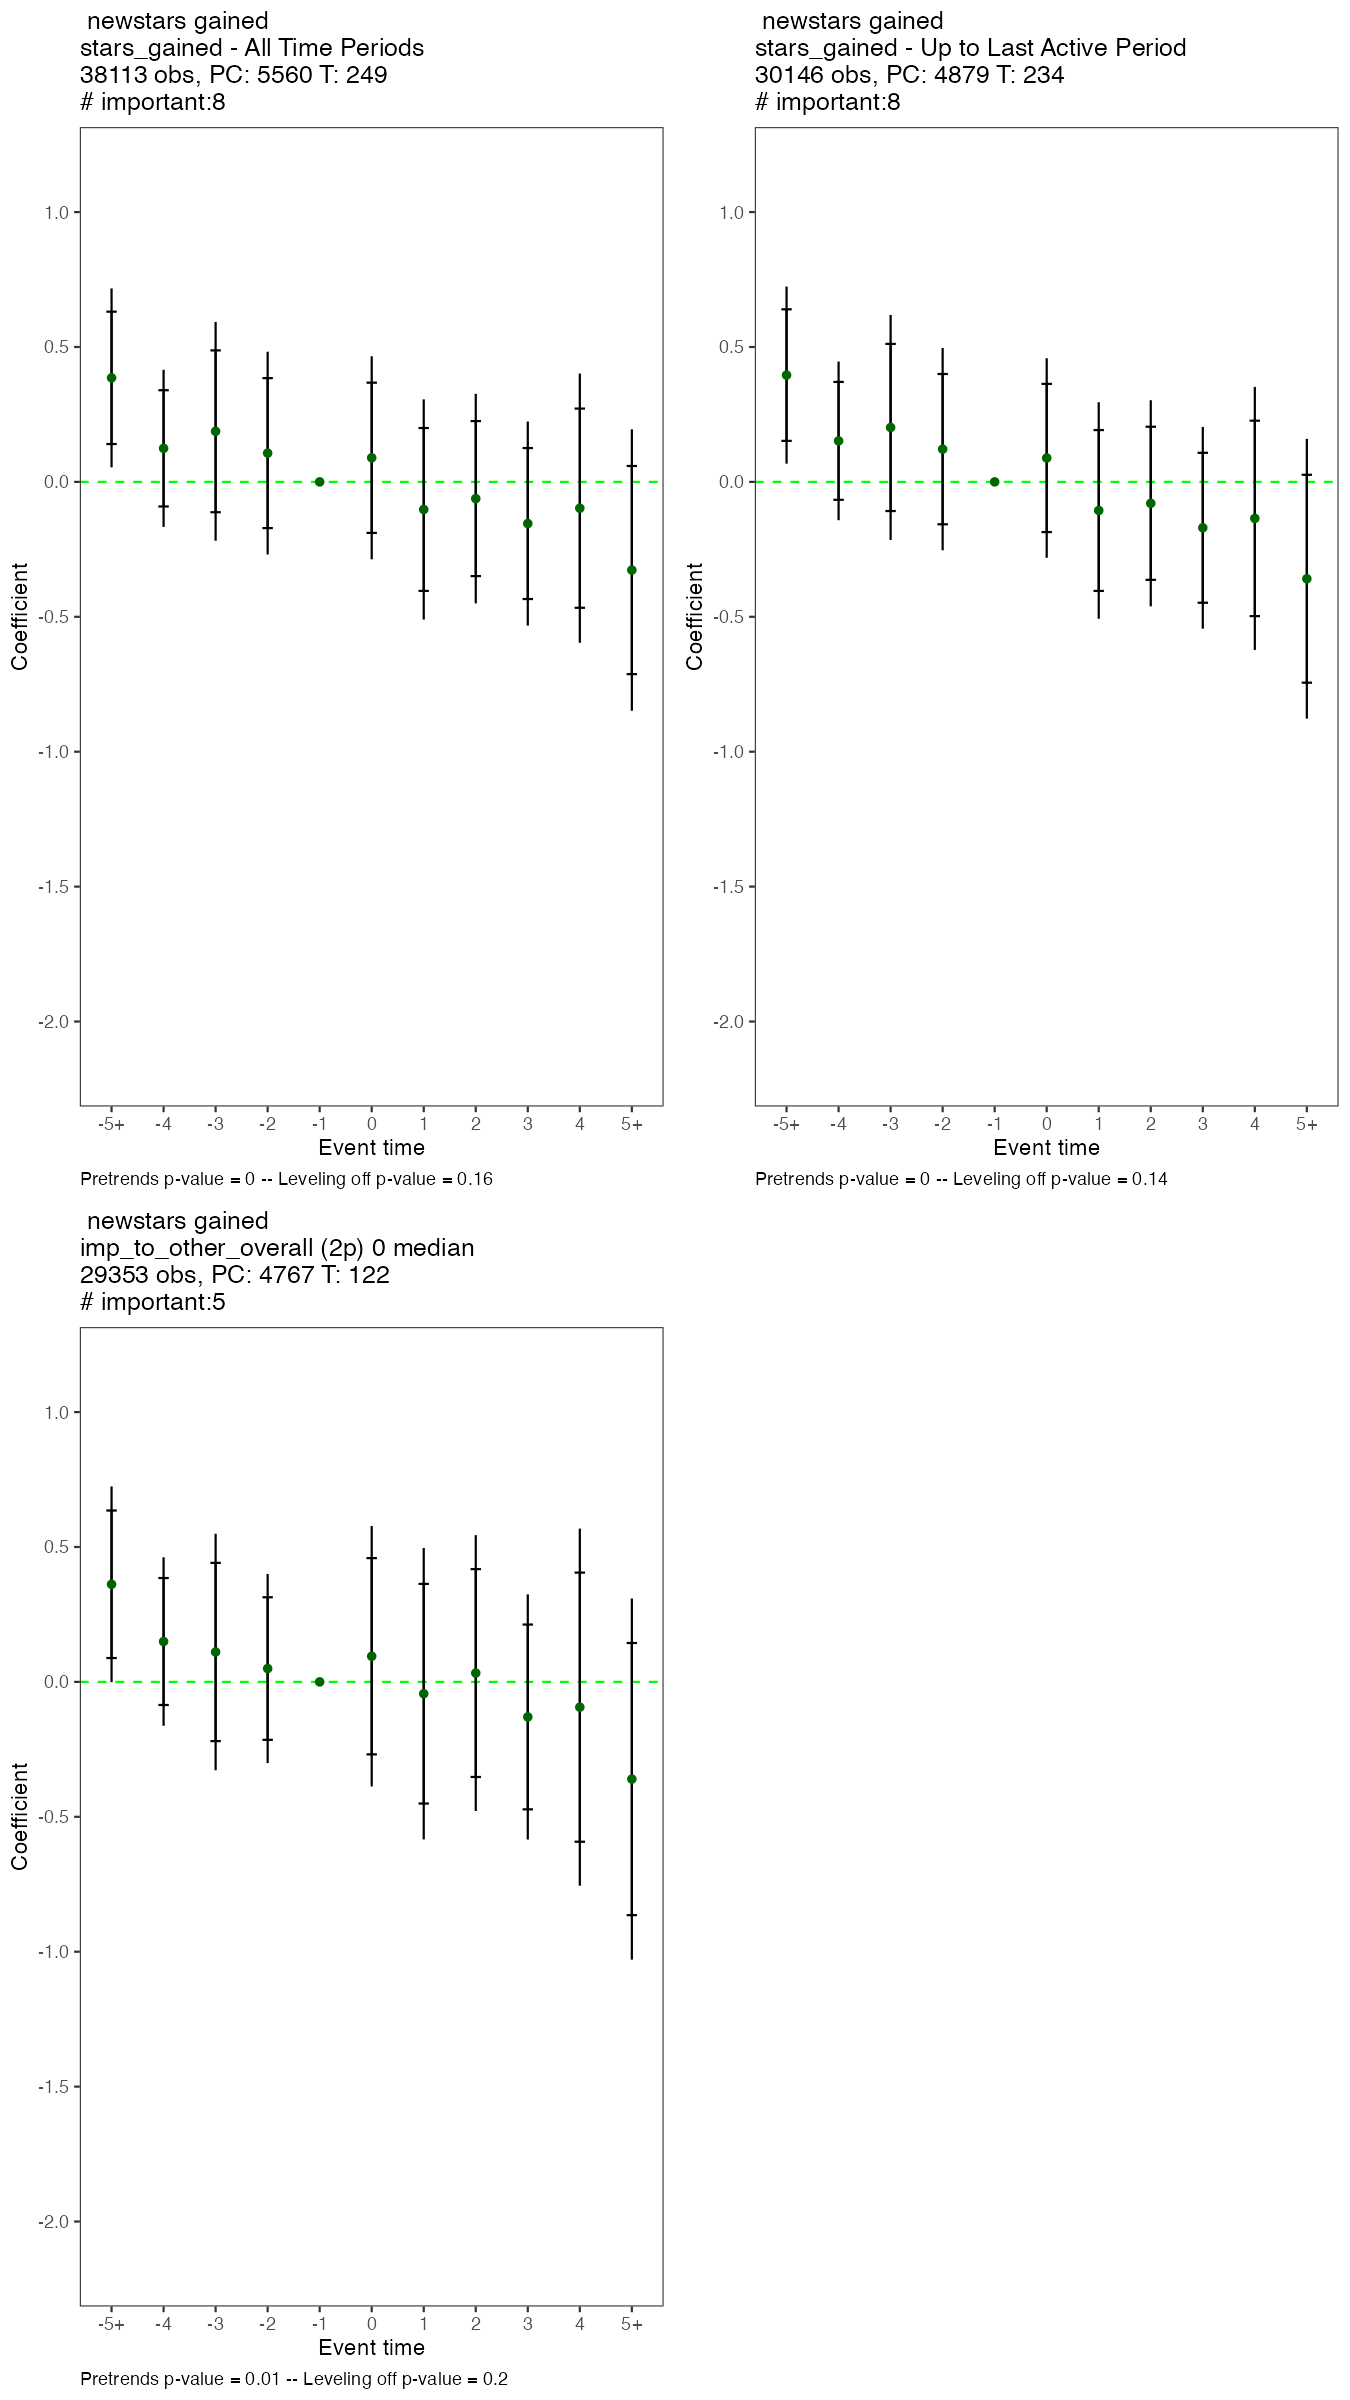 newstars gained
stars_gained - All Time Periods
38113 obs, PC: 5560 T: 249
# important:8
1.0
0.5
0.0
-0.5
-1.0
-1.5
-2.0
Coefficient
-5+ -4 -3 -2 -1 0 1 2 3 4 5+
Event time
Pretrends p-value = 0 -- Leveling off p-value = 0.16
newstars gained
stars_gained - Up to Last Active Period
30146 obs, PC: 4879 T: 234
# important:8
1.0
0.5
0.0
-0.5
-1.0
-1.5
-2.0
Coefficient
-5+ -4 -3 -2 -1 0 1 2 3 4 5+
Event time
Pretrends p-value = 0 -- Leveling off p-value = 0.14
newstars gained
imp_to_other_overall (2p) 0 median
29353 obs, PC: 4767 T: 122
# important:5
1.0
0.5
0.0
-0.5
-1.0
-1.5
-2.0
Coefficient
-5+ -4 -3 -2 -1 0 1 2 3 4 5+
Event time
Pretrends p-value = 0.01 -- Leveling off p-value = 0.2